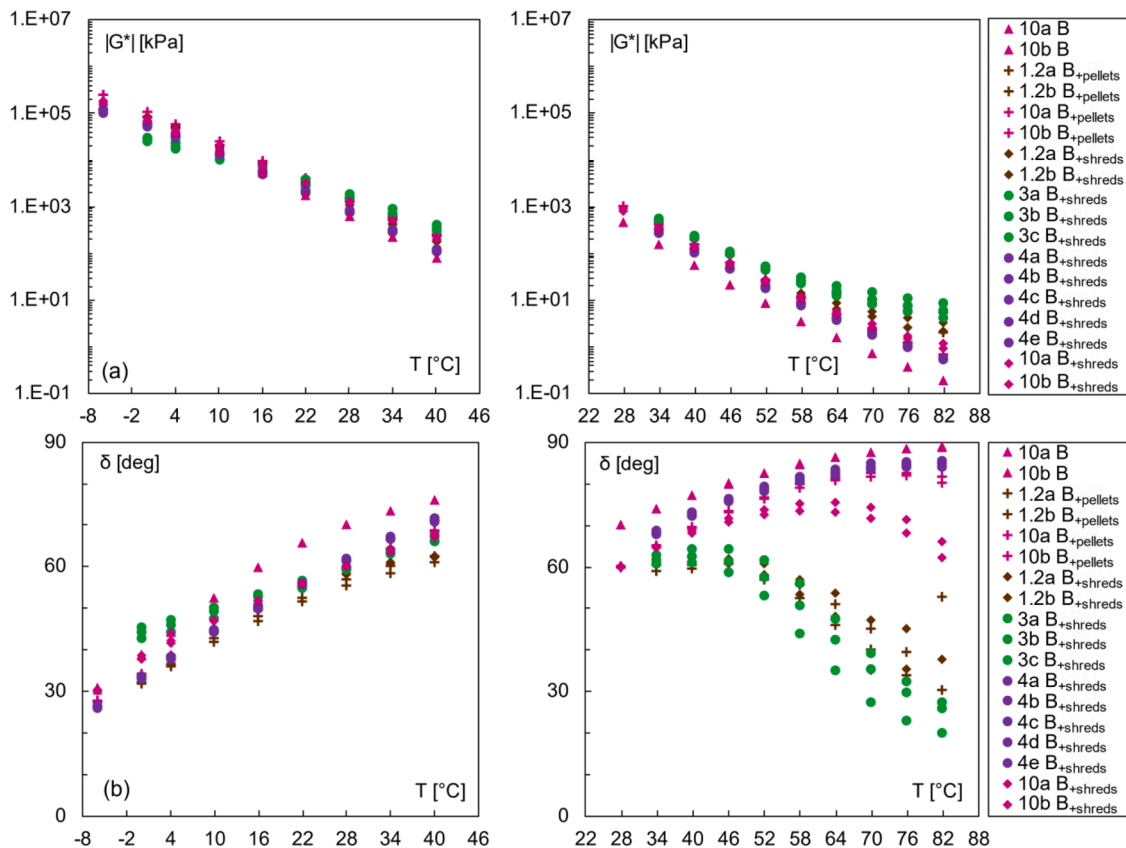 1.E+07
1.E+05
1.E+03
1.E+01
1.E-01
|G*| [kPa]
T [°C]
(a)
-8 -2 4 10 16 22 28 34 40 46
1.E+07
1.E+05
1.E+03
1.E+01
1.E-01
|G*| [kPa]
T [°C]
22 28 34 40 46 52 58 64 70 76 82 88
10a B
10b B
1.2a B+pellets
1.2b B+pellets
10a B+pellets
10b B+pellets
1.2a B+shreds
1.2b B+shreds
3a B+shreds
3b B+shreds
3c B+shreds
4a B+shreds
4b B+shreds
4c B+shreds
4d B+shreds
4e B+shreds
10a B+shreds
10b B+shreds
90
60
30
0
δ [deg]
T [°C]
(b)
-8 -2 4 10 16 22 28 34 40 46
90
60
30
0
δ [deg]
T [°C]
22 28 34 40 46 52 58 64 70 76 82 88
10a B
10b B
1.2a B+pellets
1.2b B+pellets
10a B+pellets
10b B+pellets
1.2a B+shreds
1.2b B+shreds
3a B+shreds
3b B+shreds
3c B+shreds
4a B+shreds
4b B+shreds
4c B+shreds
4d B+shreds
4e B+shreds
10a B+shreds
10b B+shreds